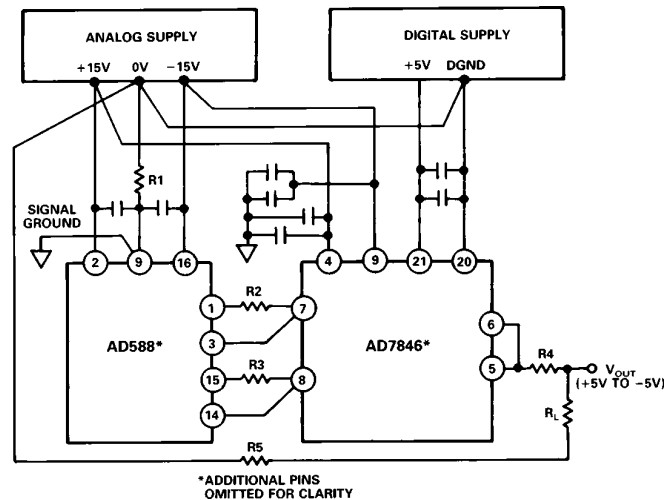 ANALOG SUPPLY
+15V 0V −15V
DIGITAL SUPPLY
+5V DGND
R1
SIGNAL
GROUND
2 9 16
4 9 21 20
1 R2 7
AD588*
3
15 R3 8
14
AD7846*
6
5 R4
V_OUT
(+5V TO −5V)
R_L
R5
*ADDITIONAL PINS
OMITTED FOR CLARITY